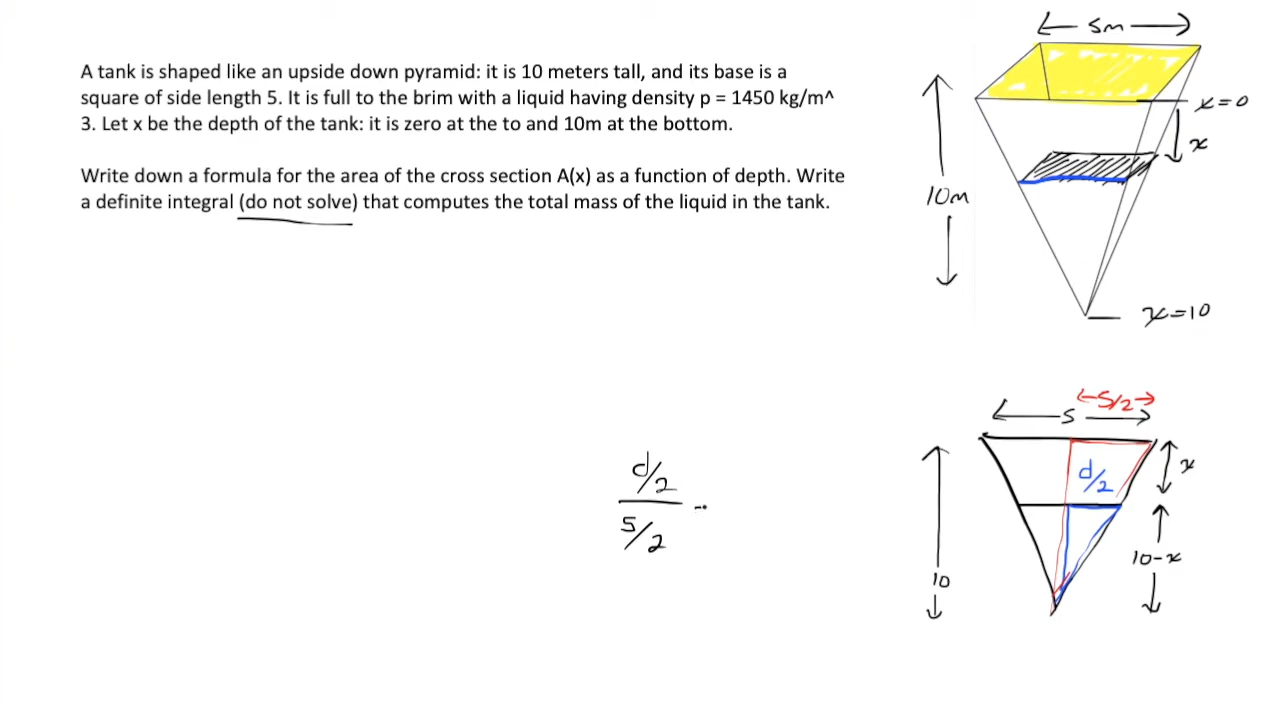 A tank is shaped like an upside down pyramid: it is 10 meters tall, and its base is a
square of side length 5. It is full to the brim with a liquid having density p = 1450 kg/m^
3. Let x be the depth of the tank: it is zero at the to and 10m at the bottom.
Write down a formula for the area of the cross section A(x) as a function of depth. Write
a definite integral (do not solve) that computes the total mass of the liquid in the tank.
5m
x=0
x
10m
x=10
5/2
5
d/2
x
10-x
10
d/2
5/2